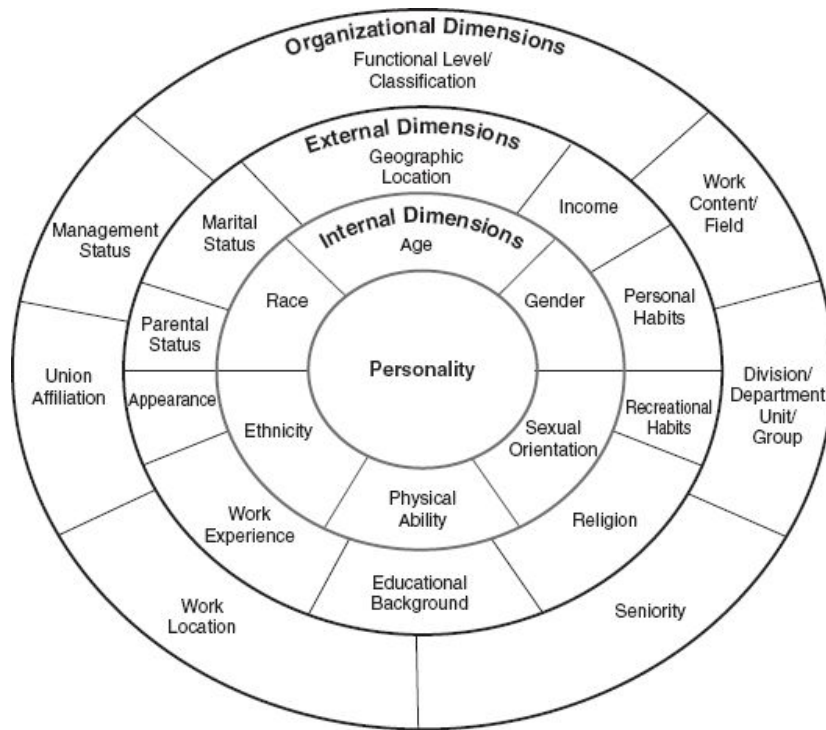 Organizational Dimensions
Functional Level/
Classification
External Dimensions
Geographic
Location
Income
Work
Content/
Field
Marital
Status
Management
Status
Internal Dimensions
Age
Race
Gender
Personal
Habits
Parental
Status
Personality
Union
Affiliation
Division/
Department
Unit/
Group
Appearance
Recreational
Habits
Ethnicity
Sexual
Orientation
Physical
Ability
Work
Experience
Religion
Educational
Background
Work
Location
Seniority